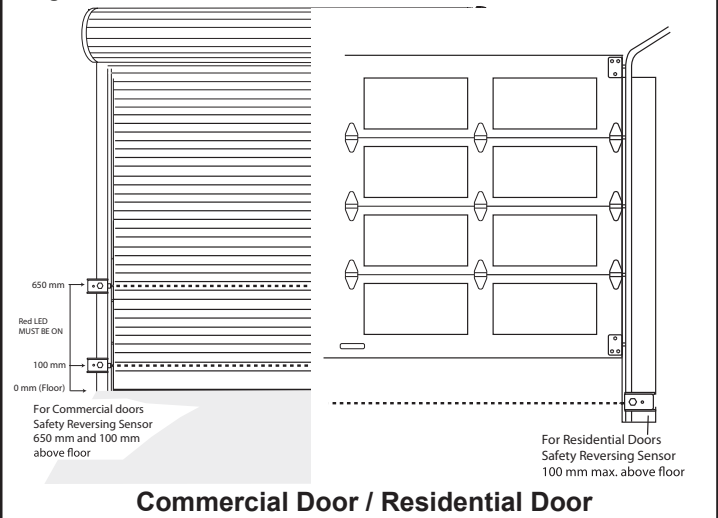 650 mm
Red LED
MUST BE ON
100 mm
0 mm (Floor)
For Commercial doors
Safety Reversing Sensor
650 mm and 100 mm
above floor
For Residential Doors
Safety Reversing Sensor
100 mm max. above floor
Commercial Door / Residential Door